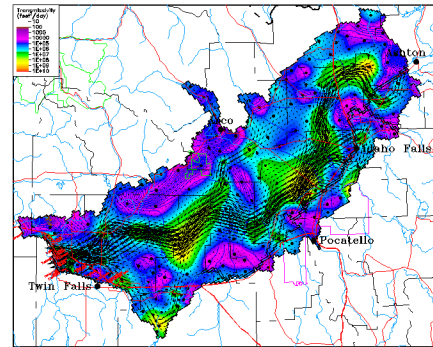 Transmissivity
(feet²/day)
10
100
1000
10000
1E+05
1E+06
1E+07
1E+08
1E+09
1E+10
Idaho Falls
Pocatello
Twin Falls